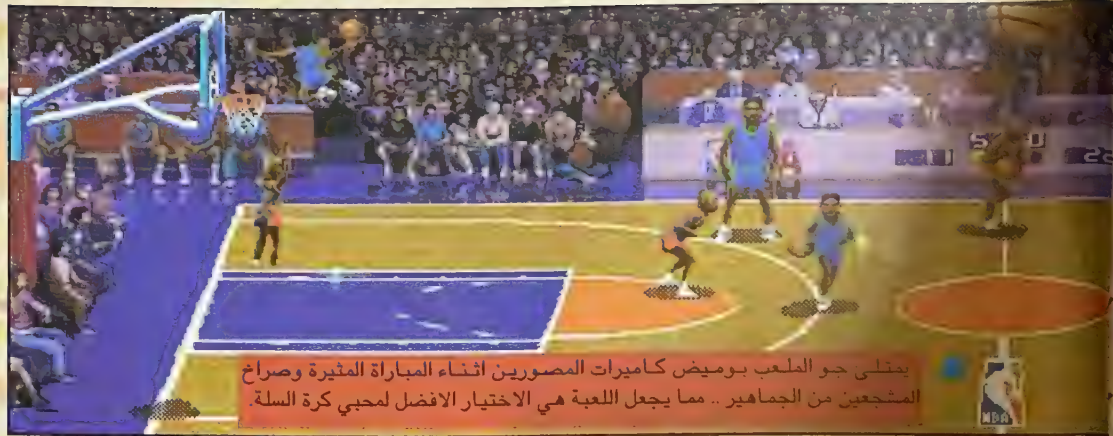 يمتلى جو الملعب بوميض كاميرات المصورين اثناء المباراة المثيرة وصراخ
المشجعين من الجماهير .. مما يجعل اللعبة هي الاختيار الافضل لمحبي كرة السلة.
NBA